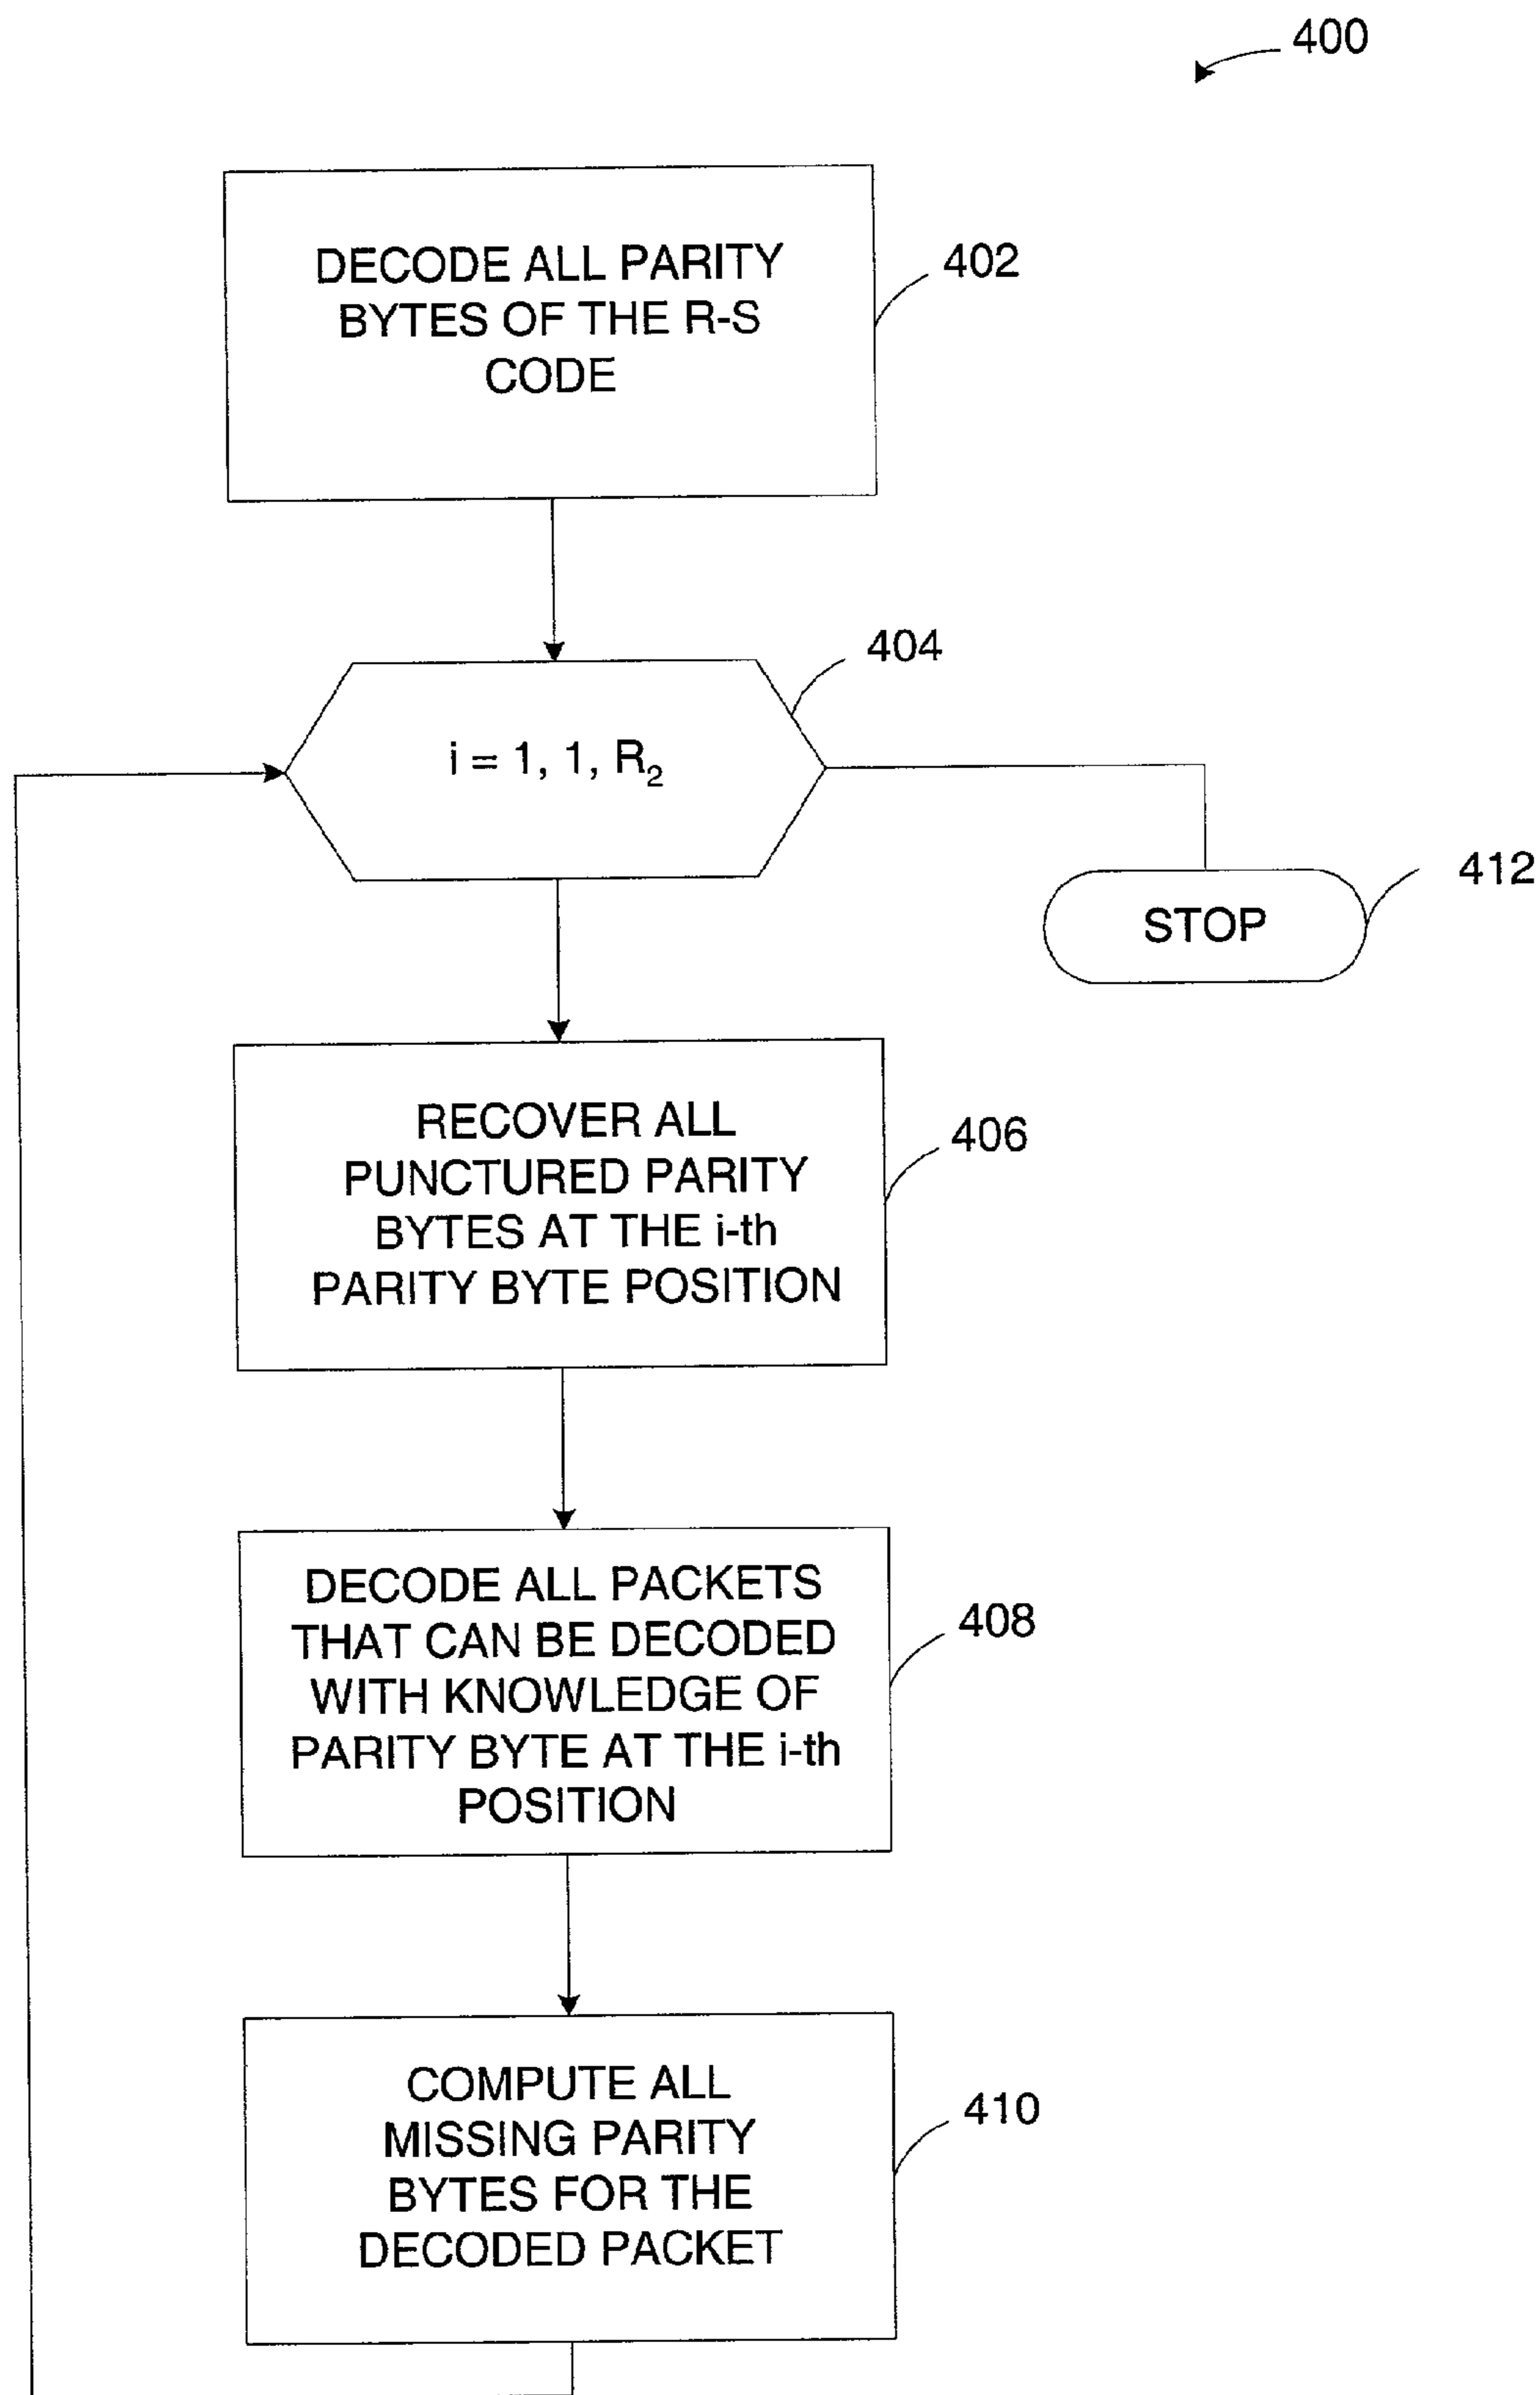 400
DECODE ALL PARITY
BYTES OF THE R-S
CODE
402
404
i = 1, 1, R₂
412
STOP
RECOVER ALL
PUNCTURED PARITY
BYTES AT THE i-th
PARITY BYTE POSITION
406
DECODE ALL PACKETS
THAT CAN BE DECODED
WITH KNOWLEDGE OF
PARITY BYTE AT THE i-th
POSITION
408
COMPUTE ALL
MISSING PARITY
BYTES FOR THE
DECODED PACKET
410